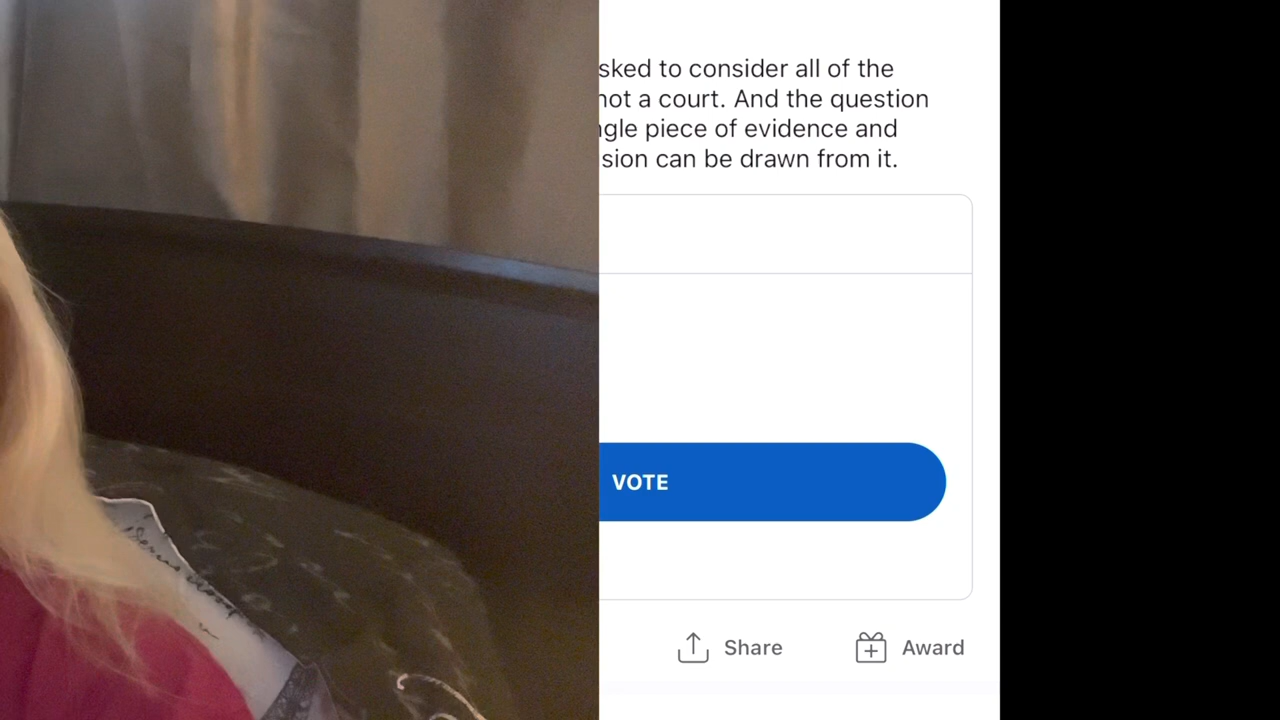 sked to consider all of the
not a court. And the question
ngle piece of evidence and
sion can be drawn from it.
VOTE
Share
Award